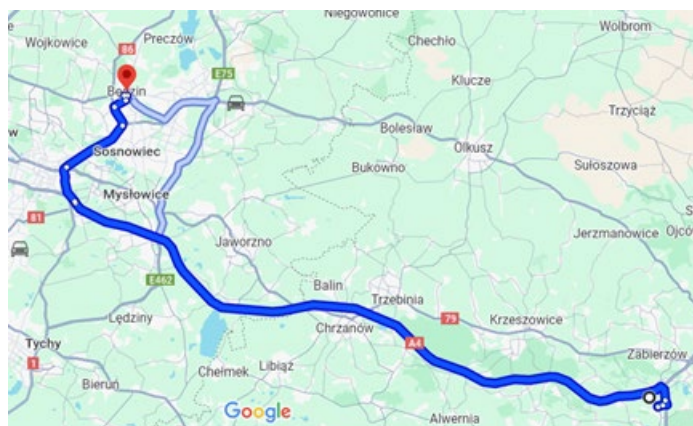 Niegowonice
Wolbrom
Wojkowice
86
Preczów
Chechło
E75
Klucze
Będzin
Trzyciąż
Bolesław
Olkusz
Sosnowiec
Bukowno
Sułoszowa
Mysłowice
81
Jaworzno
Jerzmanowice
Ojców
E462
Balin
Trzebinia
Lędziny
79
Krzeszowice
Chrzanów
Tychy
A4
Zabierzów
1
Chełmek
Libiąż
Bieruń
Google
Alwernia